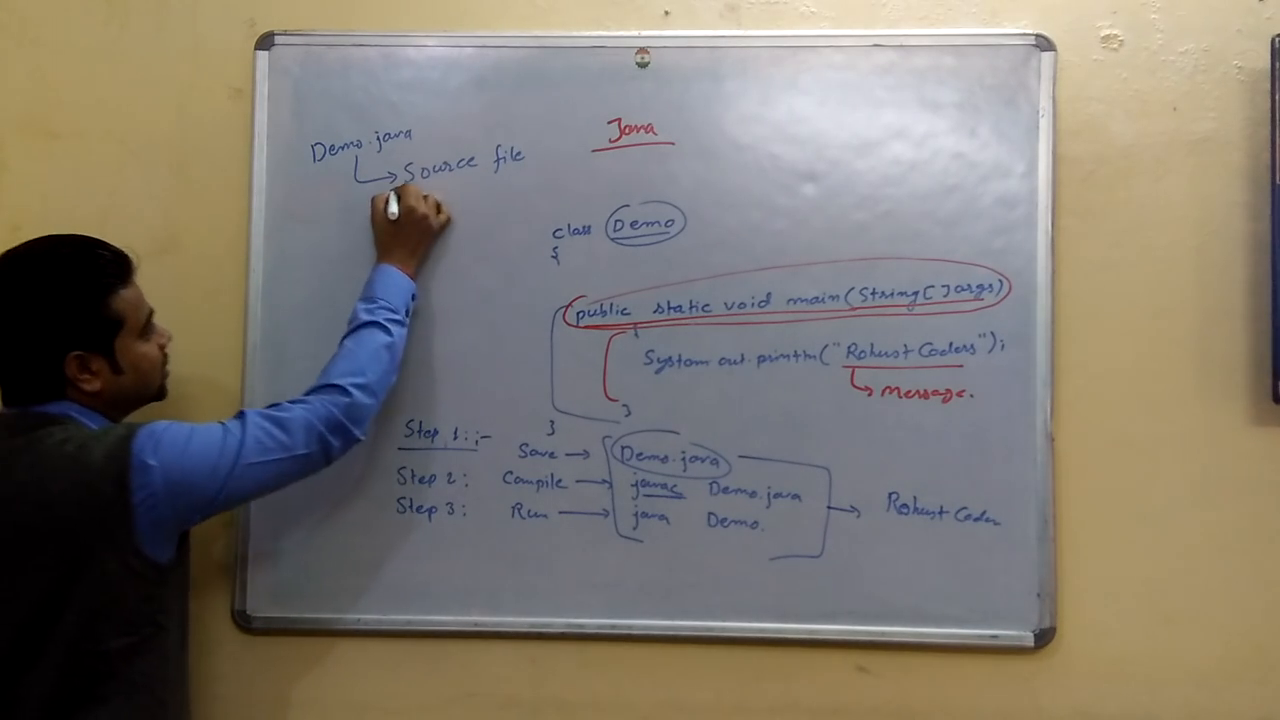 Java
Demo.java
Source file
class Demo
{
public static void main(String[]args)
{
System.out.println("Robust Coders");
message.
}
}
Step 1:;-
Save → Demo.java
Step 2: Compile → javac Demo.java
Step 3: Run → java Demo.
→ Robust Coder